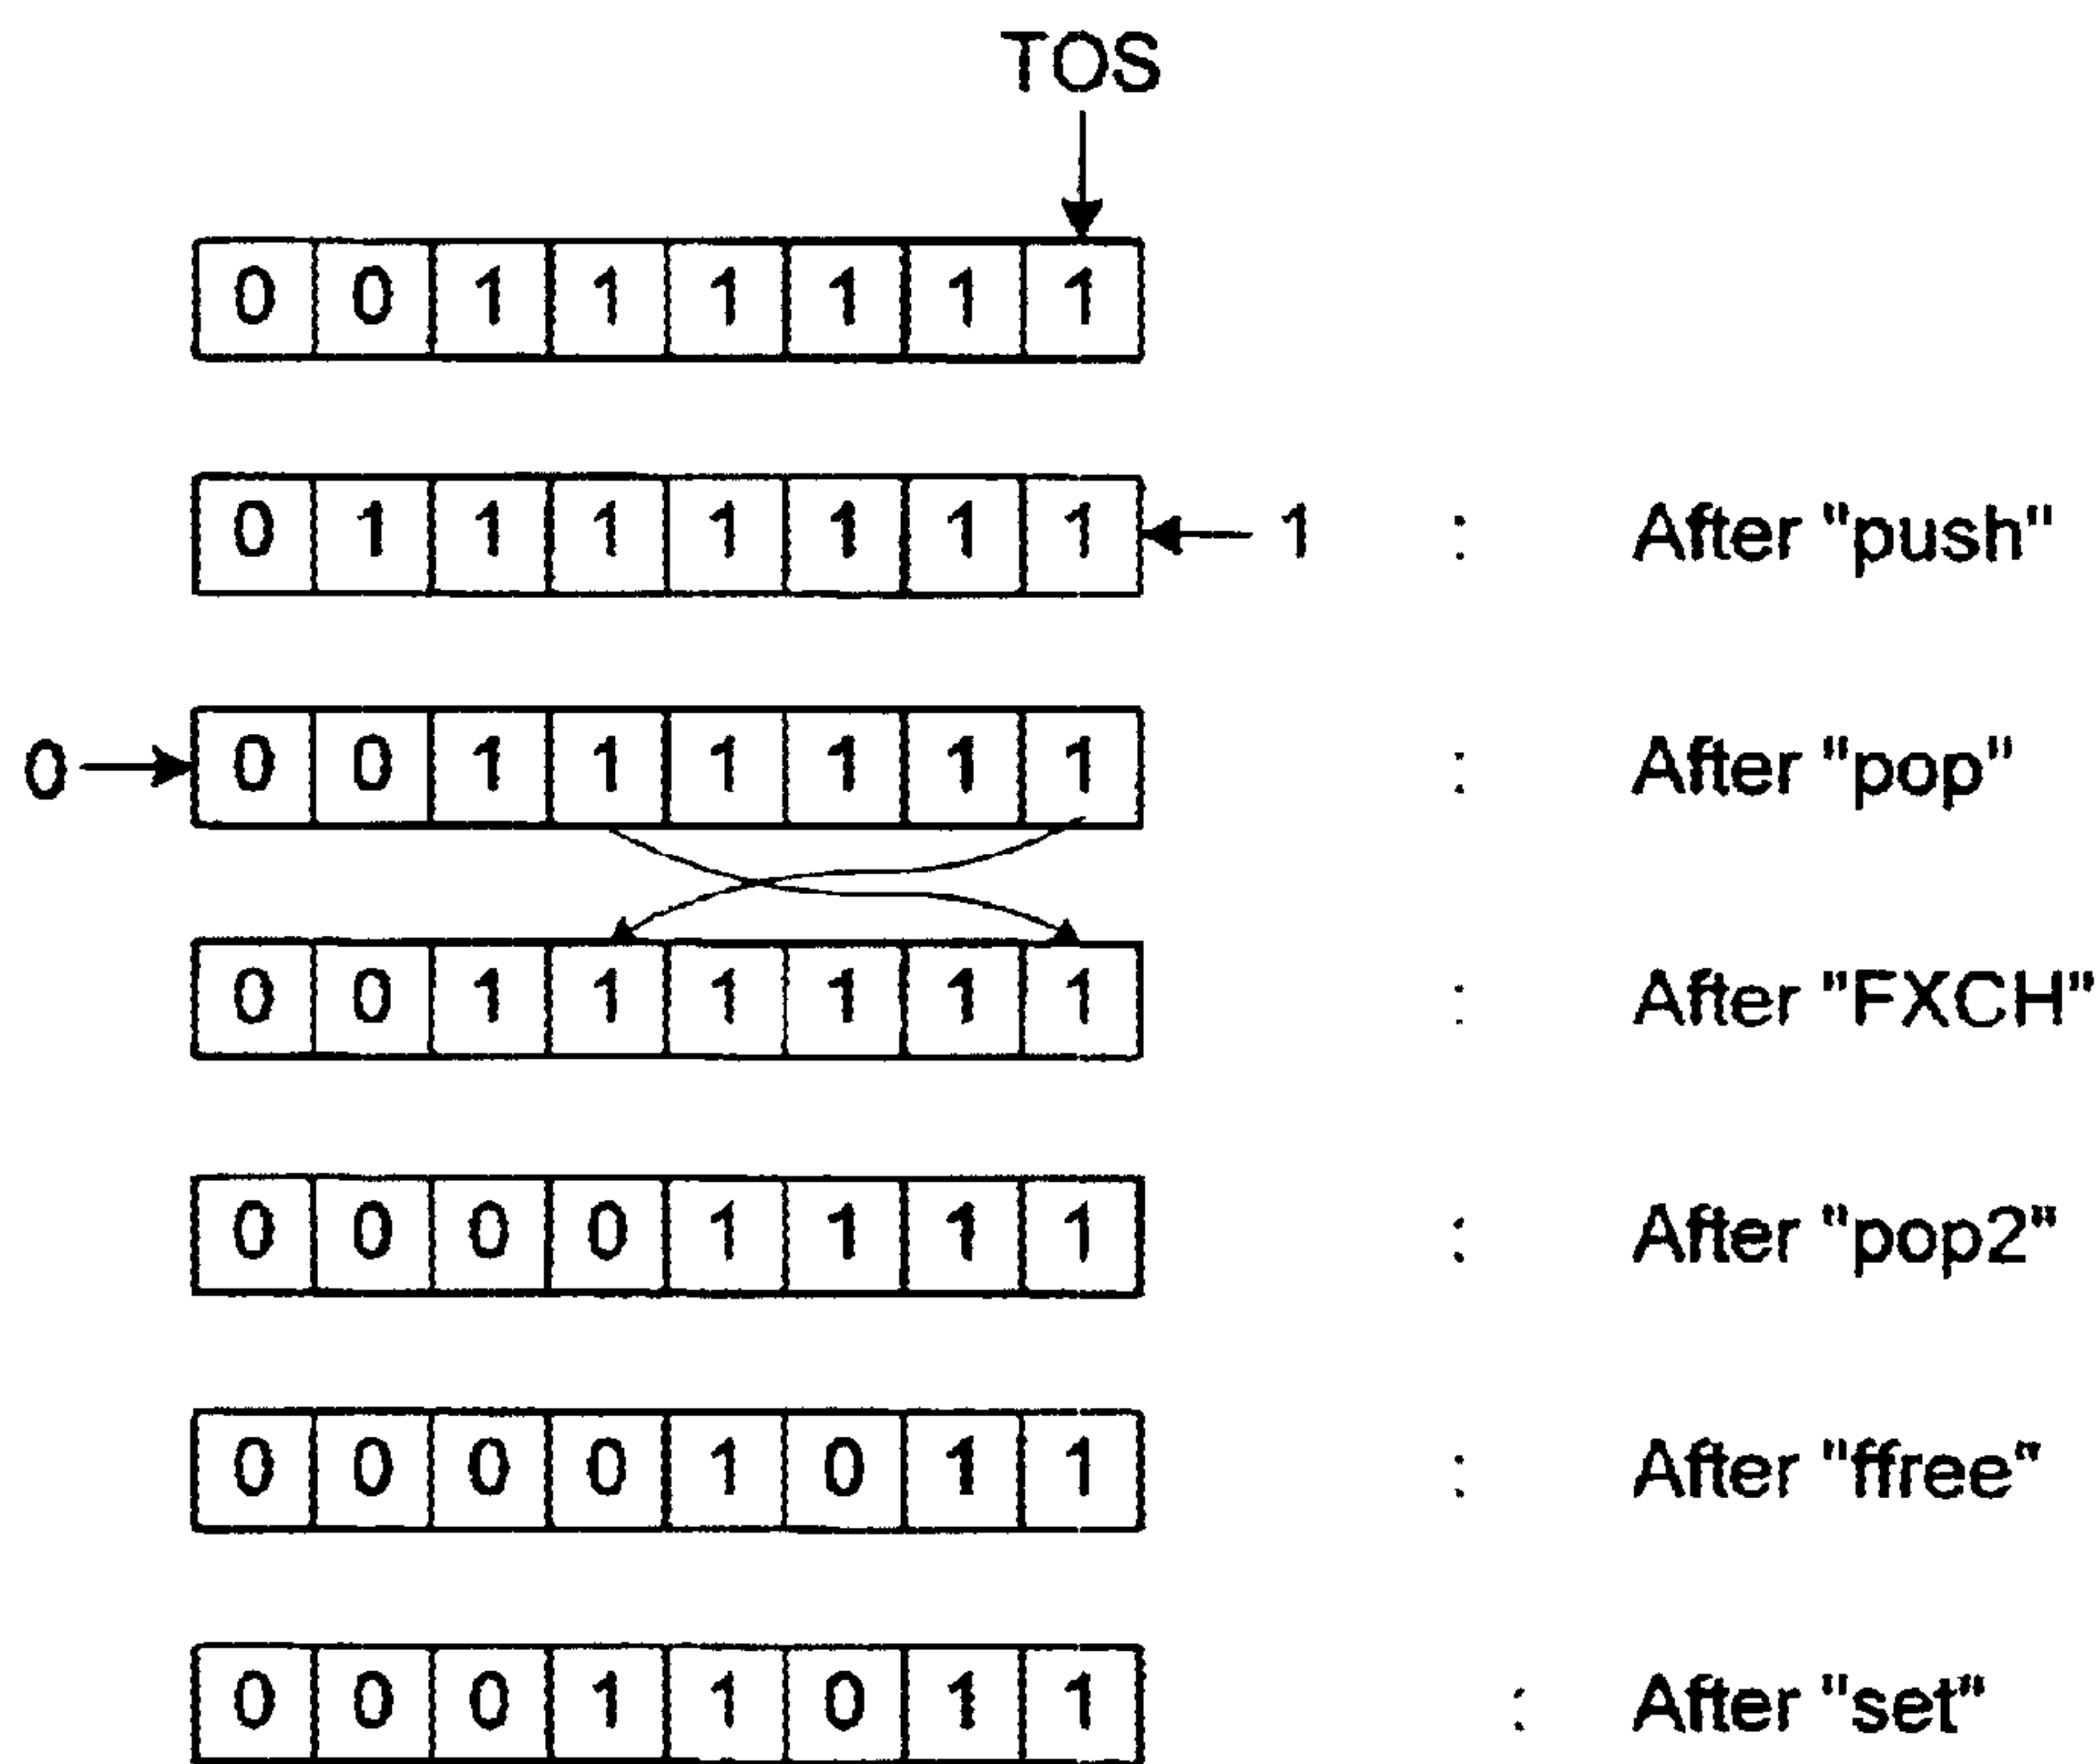 TOS
0 0 1 1 1 1 1 1
0 1 1 1 1 1 1 1 1 : After "push"
0 0 0 1 1 1 1 1 1 : After "pop"
0 0 1 1 1 1 1 1 : After "FXCH"
0 0 0 0 1 1 1 1 : After "pop2"
0 0 0 0 1 0 1 1 : After "ffree"
0 0 0 1 1 0 1 1 : After "set"